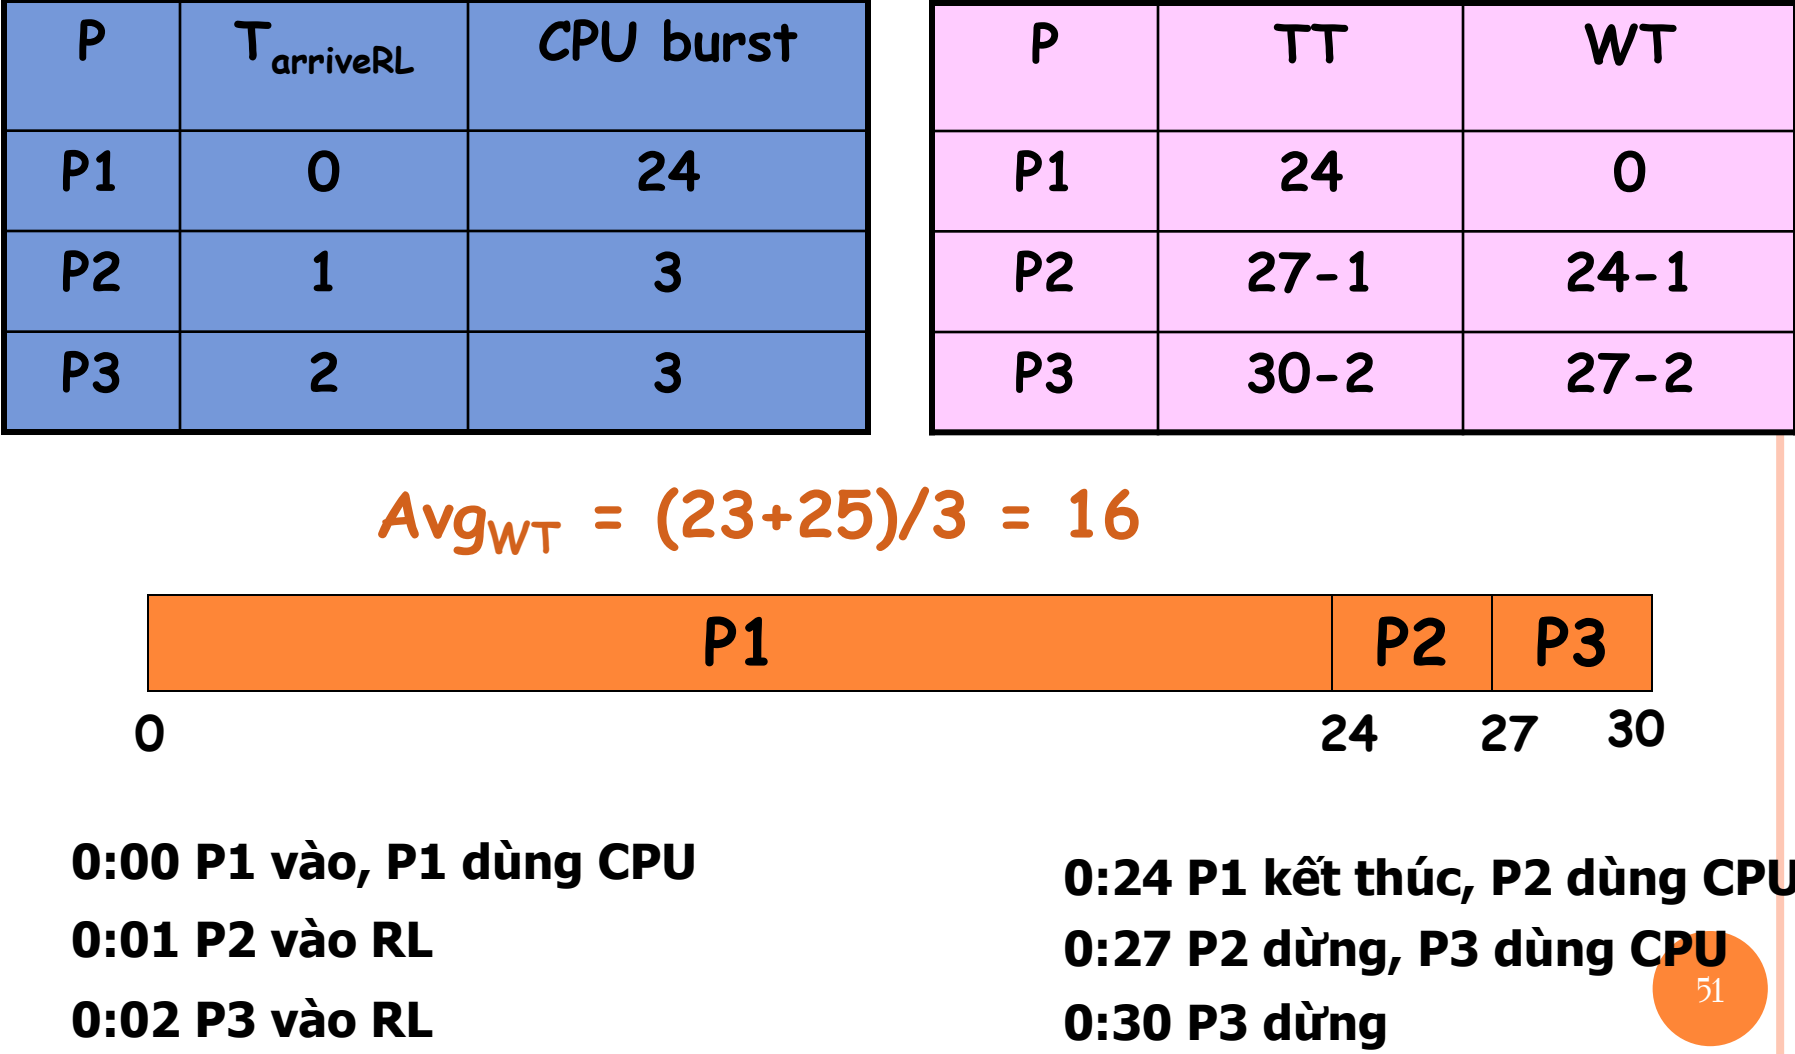 P T_arriveRL CPU burst
P1 0 24
P2 1 3
P3 2 3
P TT WT
P1 24 0
P2 27-1 24-1
P3 30-2 27-2
Avg_WT = (23+25)/3 = 16
P1 P2 P3
0 24 27 30
0:00 P1 vào, P1 dùng CPU
0:01 P2 vào RL
0:02 P3 vào RL
0:24 P1 kết thúc, P2 dùng CPU
0:27 P2 dừng, P3 dùng CPU
0:30 P3 dừng
51